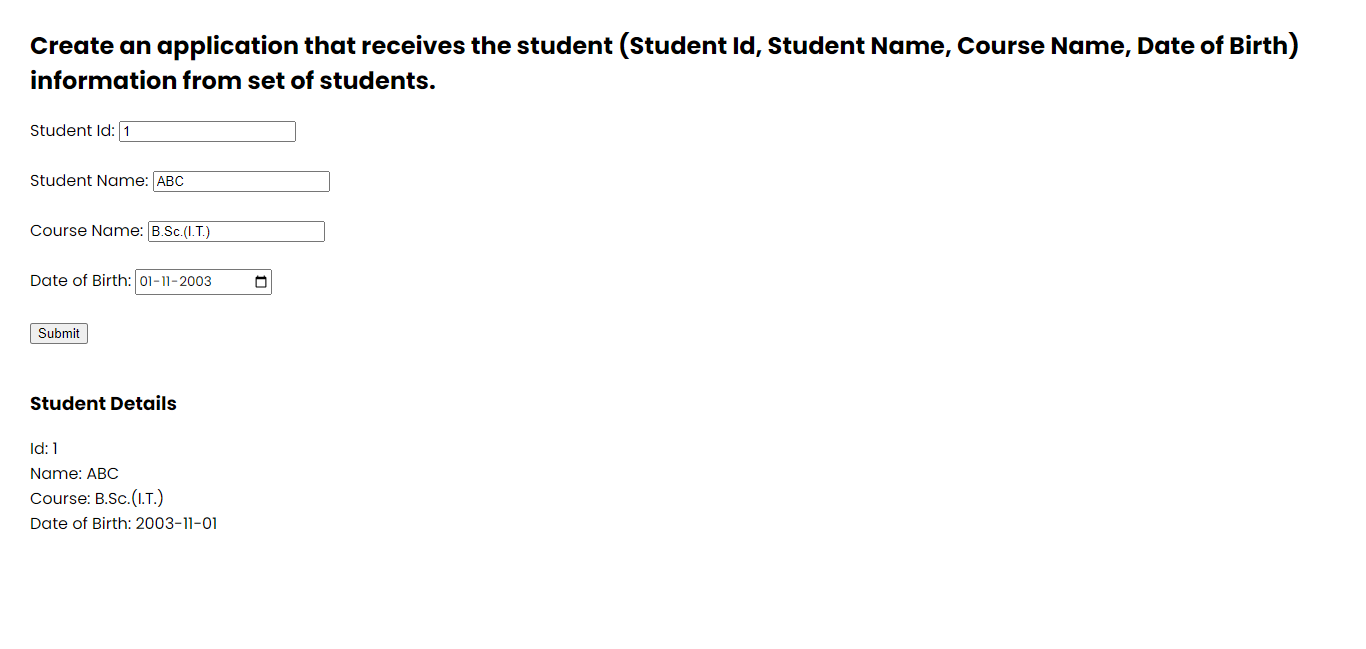 Create an application that receives the student (Student Id, Student Name, Course Name, Date of Birth)
information from set of students.
Student Id: 1
Student Name: ABC
Course Name: B.Sc.(I.T.)
Date of Birth: 01-11-2003
Submit
Student Details
Id: 1
Name: ABC
Course: B.Sc.(I.T.)
Date of Birth: 2003-11-01